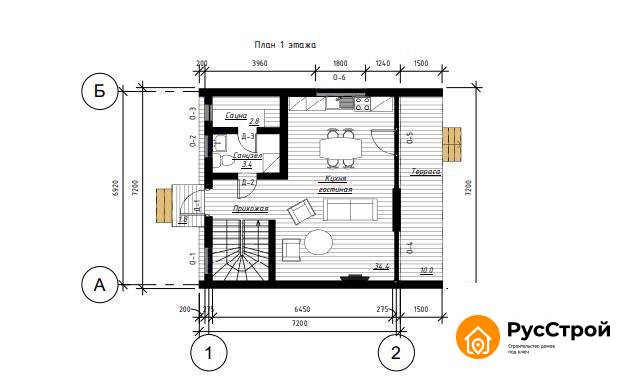 План 1 этажа
200
3960
1800
1240
1500
О-6
Б
О-3
Сауна
2.8
О-2
Д-3
О-5
Санузел
3.4
6920
7200
Кухня
гостиная
Терраса
7200
Д-2
Д-1
Прихожая
1.8
О-1
О-4
34.4
10.0
А
200
275
6450
275
1500
7200
1
2
РусСтрой
Строительство домов
под ключ